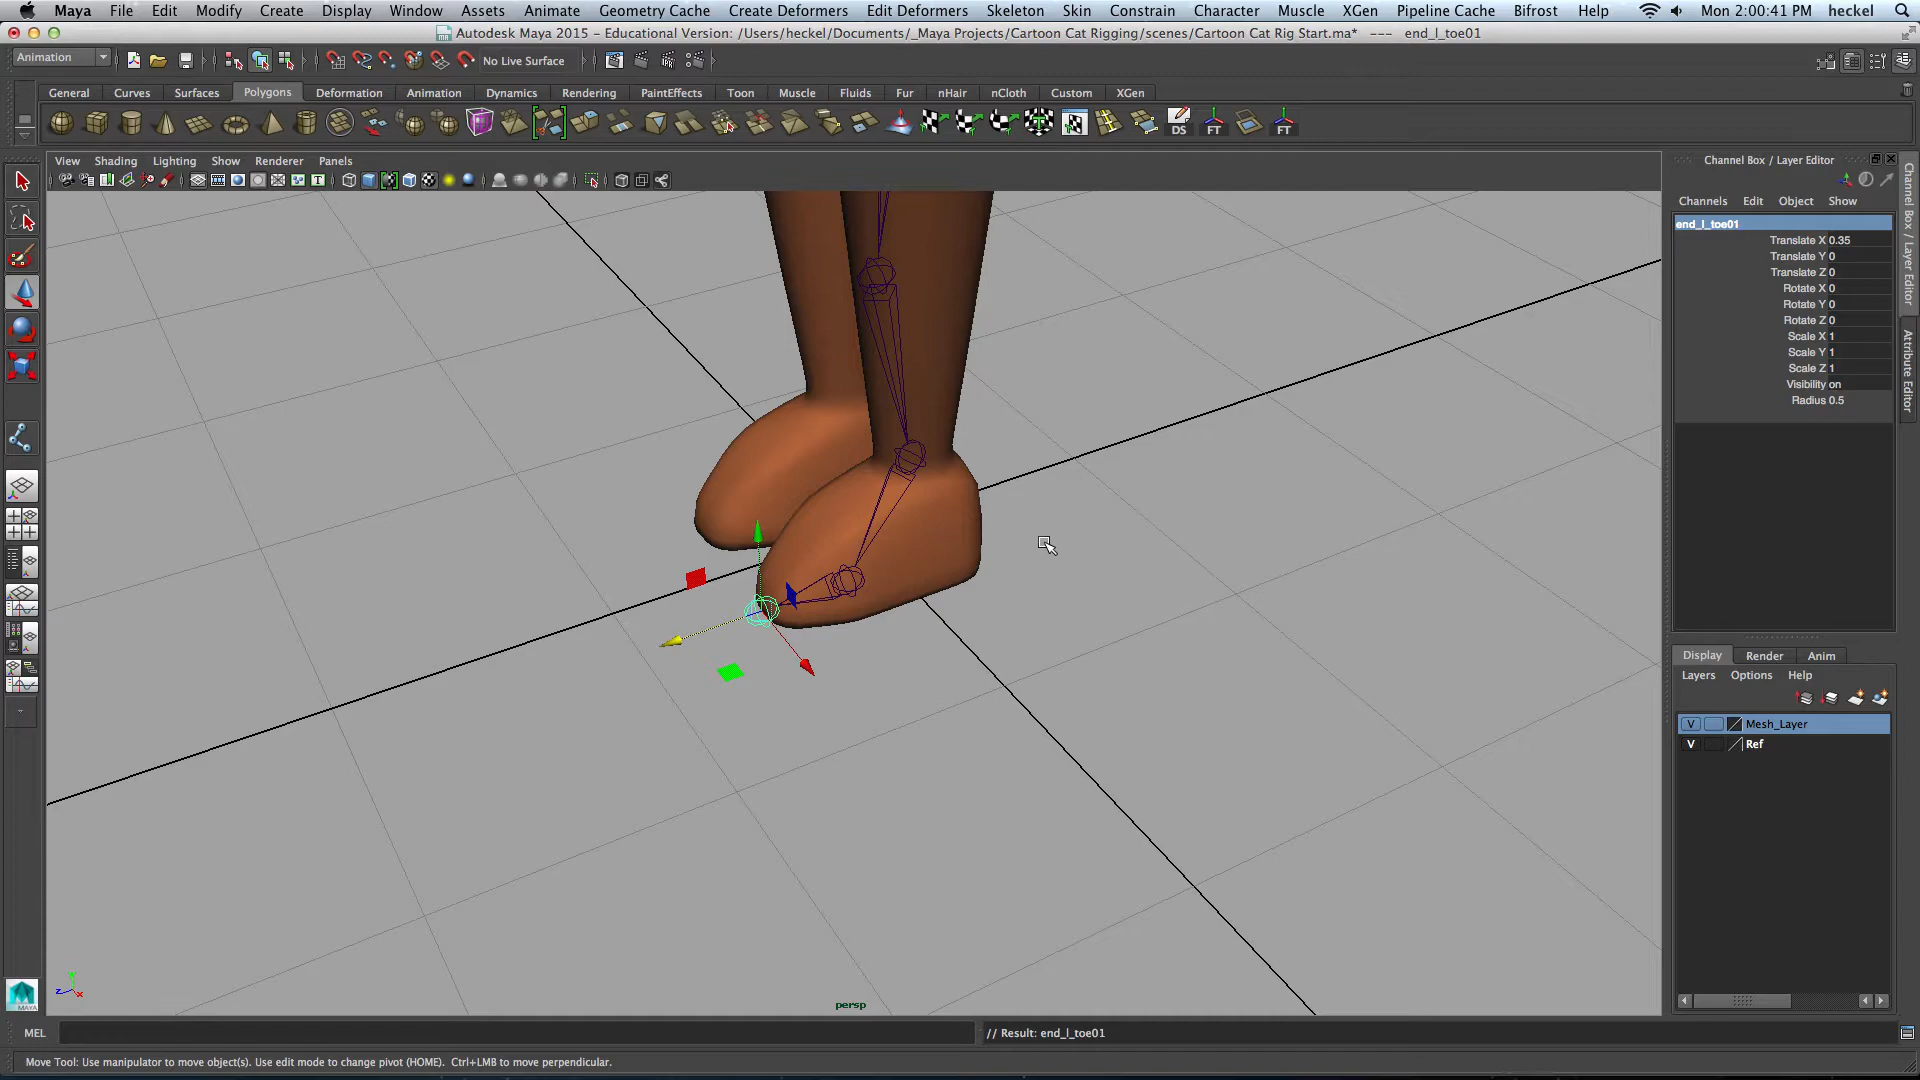 Maya File Edit Modify Create Display Window Assets Animate Geometry Cache Create Deformers Edit Deformers Skeleton Skin Constrain Character Muscle XGen Pipeline Cache Bifrost Help Mon 2:00:41 PM heckel
Autodesk Maya 2015 - Educational Version: /Users/heckel/Documents/_Maya Projects/Cartoon Cat Rigging/scenes/Cartoon Cat Rig Start.ma* --- end_l_toe01
Animation No Live Surface
General Curves Surfaces Polygons Deformation Animation Dynamics Rendering PaintEffects Toon Muscle Fluids Fur nHair nCloth Custom XGen
DS FT FT
View Shading Lighting Show Renderer Panels
Channel Box / Layer Editor
Channels Edit Object Show
end_l_toe01
Translate X 0.35
Translate Y 0
Translate Z 0
Rotate X 0
Rotate Y 0
Rotate Z 0
Scale X 1
Scale Y 1
Scale Z 1
Visibility on
Radius 0.5
Channel Box / Layer Editor
Attribute Editor
Display Render Anim
Layers Options Help
V Mesh_Layer
V Ref
Y
Z X
persp
MAYA
MEL // Result: end_l_toe01
Move Tool: Use manipulator to move object(s). Use edit mode to change pivot (HOME). Ctrl+LMB to move perpendicular.